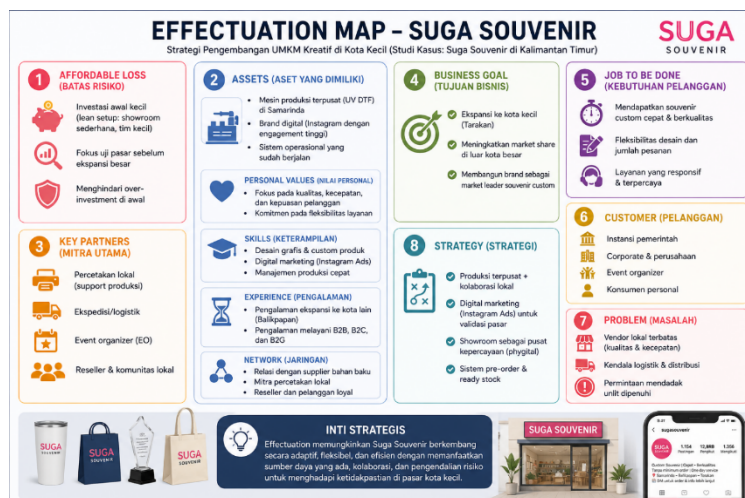 EFFECTUATION MAP – SUGA SOUVENIR
Strategi Pengembangan UMKM Kreatif di Kota Kecil (Studi Kasus: Suga Souvenir di Kalimantan Timur)
SUGA
SOUVENIR
1
AFFORDABLE LOSS
(BATAS RISIKO)
Investasi awal kecil
(lean setup: showroom
sederhana, tim kecil)
Fokus uji pasar sebelum
ekspansi besar
Menghindari over-
investment di awal
2
ASSETS (ASET YANG DIMILIKI)
• Mesin produksi terpusat (UV DTF)
di Samarinda
• Brand digital (Instagram dengan
engagement tinggi)
• Sistem operasional yang
sudah berjalan
PERSONAL VALUES (NILAI PERSONAL)
• Fokus pada kualitas, kecepatan,
dan kepuasan pelanggan
• Komitmen pada fleksibilitas layanan
SKILLS (KETERAMPILAN)
• Desain grafis & custom produk
• Digital marketing (Instagram Ads)
• Manajemen produksi cepat
EXPERIENCE (PENGALAMAN)
• Pengalaman ekspansi ke kota lain
(Balikpapan)
• Pengalaman melayani B2B, B2C,
dan B2G
NETWORK (JARINGAN)
• Relasi dengan supplier bahan baku
• Mitra percetakan lokal
• Reseller dan pelanggan loyal
3
KEY PARTNERS
(MITRA UTAMA)
Percetakan lokal
(support produksi)
Ekspedisi/logistik
Event organizer (EO)
Reseller & komunitas lokal
4
BUSINESS GOAL
(TUJUAN BISNIS)
Ekspansi ke kota kecil
(Tarakan)
Meningkatkan market share
di luar kota besar
Membangun brand sebagai
market leader souvenir custom
8
STRATEGY (STRATEGI)
Produksi terpusat +
kolaborasi lokal
Digital marketing
(Instagram Ads) untuk
validasi pasar
Showroom sebagai pusat
kepercayaan (phygital)
Sistem pre-order &
ready stock
5
JOB TO BE DONE
(KEBUTUHAN PELANGGAN)
Mendapatkan souvenir
custom cepat & berkualitas
Fleksibilitas desain dan
jumlah pesanan
Layanan yang responsif
& terpercaya
6
CUSTOMER (PELANGGAN)
Instansi pemerintah
Corporate & perusahaan
Event organizer
Konsumen personal
7
PROBLEM (MASALAH)
Vendor lokal terbatas
(kualitas & kecepatan)
Kendala logistik & distribusi
Permintaan mendadak
unlit dipenuhi
SUGA
SOUVENIR
SUGA
SOUVENIR
SUGA
SOUVENIR
INTI STRATEGIS
Effectuation memungkinkan Suga Souvenir berkembang
secara adaptif, fleksibel, dan efisien dengan memanfaatkan
sumber daya yang ada, kolaborasi, dan pengendalian risiko
untuk menghadapi ketidakpastian di pasar kota kecil.
SUGA SOUVENIR
sugasouvenir
SUGA